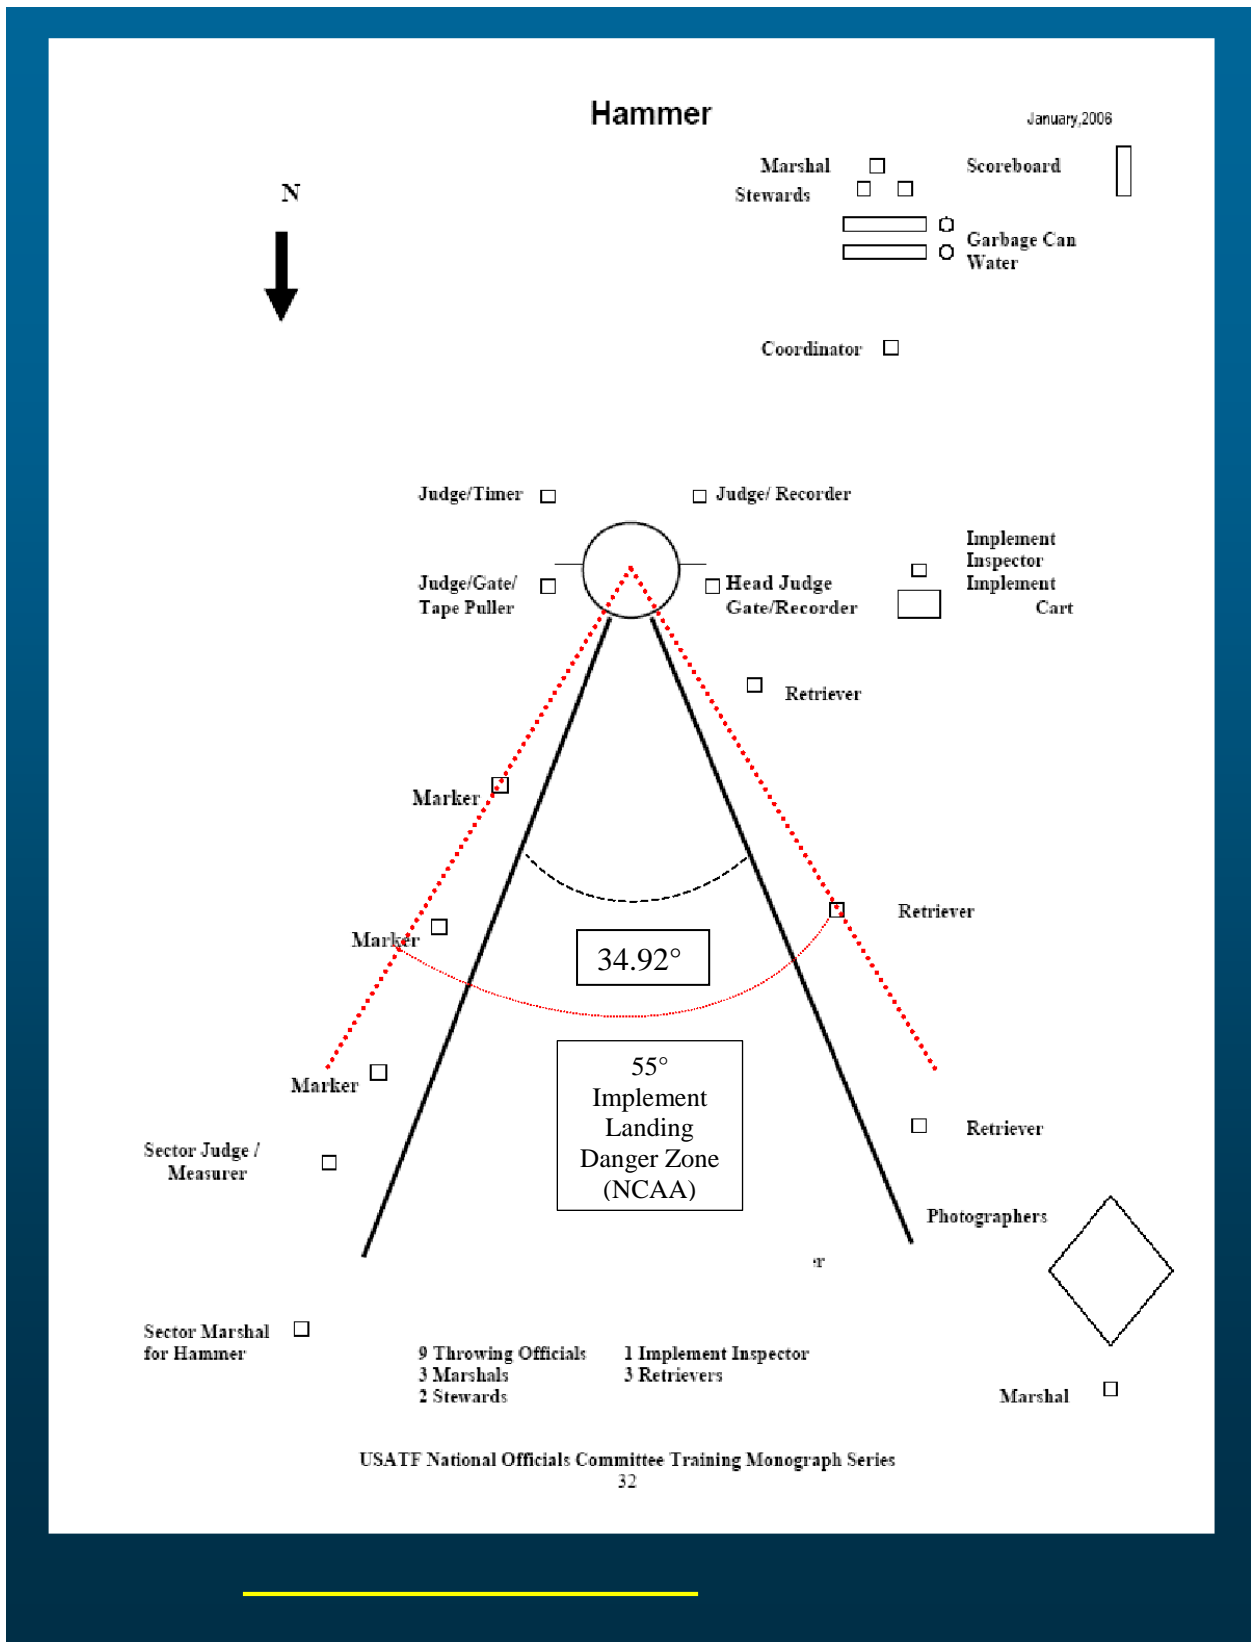 Hammer
January,2006
N
Marshal
Scoreboard
Stewards
Garbage Can
Water
Coordinator
Judge/Timer
Judge/ Recorder
Implement
Inspector
Implement
Cart
Judge/Gate/
Tape Puller
Head Judge
Gate/Recorder
Retriever
Marker
Retriever
Marker
34.92°
55°
Implement
Landing
Danger Zone
(NCAA)
Marker
Retriever
Sector Judge /
Measurer
Photographers
er
Sector Marshal
for Hammer
9 Throwing Officials
3 Marshals
2 Stewards
1 Implement Inspector
3 Retrievers
Marshal
USATF National Officials Committee Training Monograph Series
32